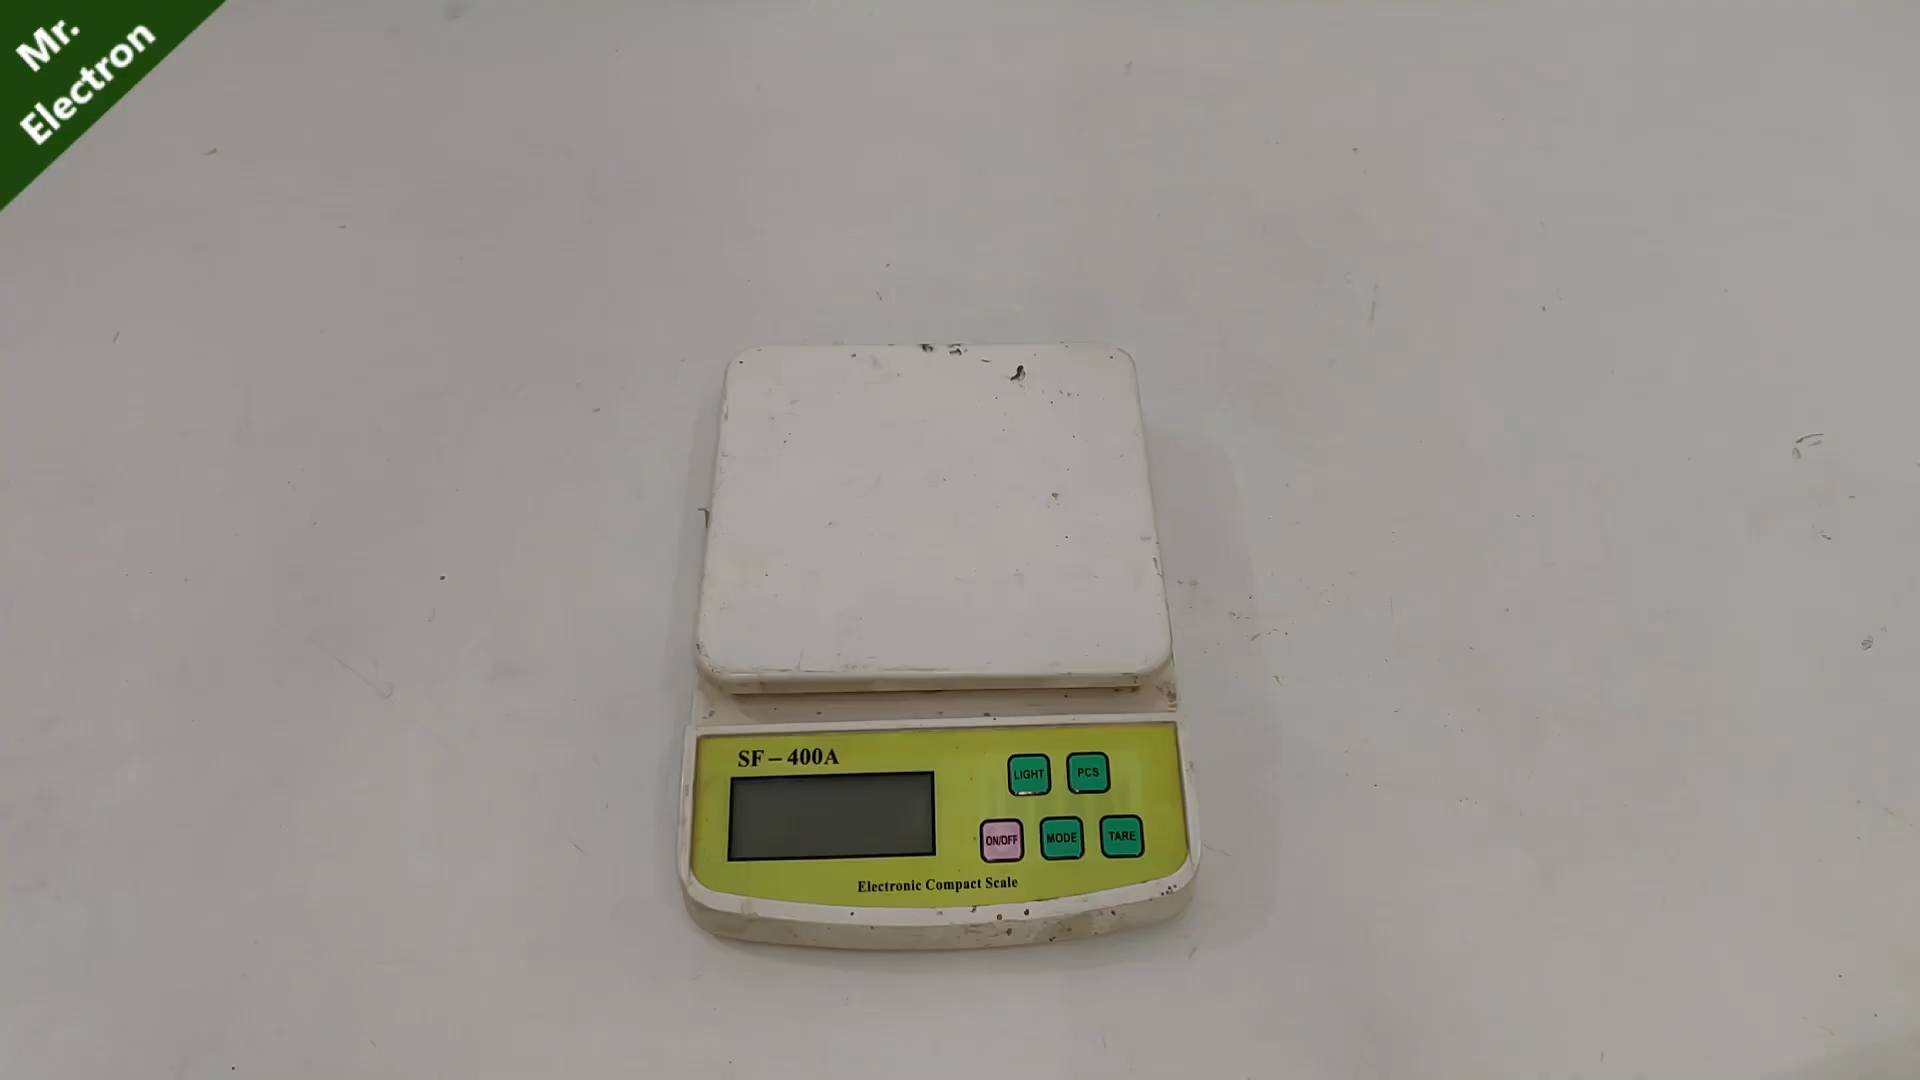 Mr.
Electron
SF-400A
LIGHT
PCS
ON/OFF
MODE
TARE
Electronic Compact Scale